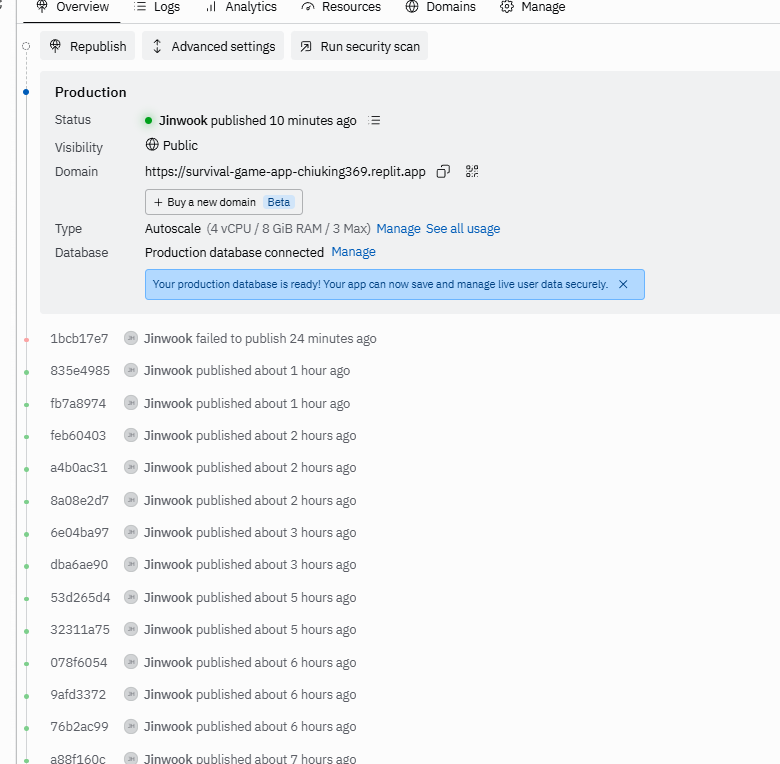 Overview Logs Analytics Resources Domains Manage
Republish Advanced settings Run security scan
Production
Status Jinwook published 10 minutes ago
Visibility Public
Domain https://survival-game-app-chiuking369.replit.app
+ Buy a new domain Beta
Type Autoscale (4 vCPU / 8 GiB RAM / 3 Max) Manage See all usage
Database Production database connected Manage
Your production database is ready! Your app can now save and manage live user data securely.
1bcb17e7 JH Jinwook failed to publish 24 minutes ago
835e4985 JH Jinwook published about 1 hour ago
fb7a8974 JH Jinwook published about 1 hour ago
feb60403 JH Jinwook published about 2 hours ago
a4b0ac31 JH Jinwook published about 2 hours ago
8a08e2d7 JH Jinwook published about 2 hours ago
6e04ba97 JH Jinwook published about 3 hours ago
dba6ae90 JH Jinwook published about 3 hours ago
53d265d4 JH Jinwook published about 5 hours ago
32311a75 JH Jinwook published about 5 hours ago
078f6054 JH Jinwook published about 6 hours ago
9afd3372 JH Jinwook published about 6 hours ago
76b2ac99 JH Jinwook published about 6 hours ago
a88f160c JH Jinwook published about 7 hours ago